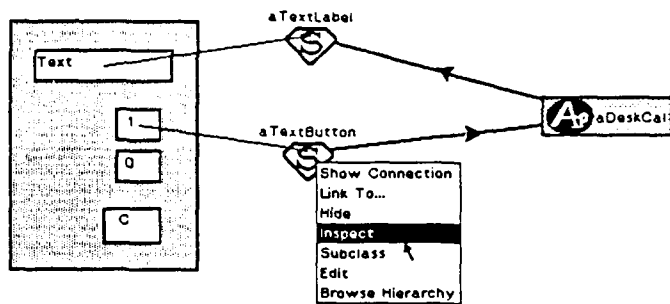 aTextLabel
Text
1
aTextButton
aDeskCal
0
C
Show Connection
Link To...
Hide
Inspect
Subclass
Edit
Browse Hierarchy